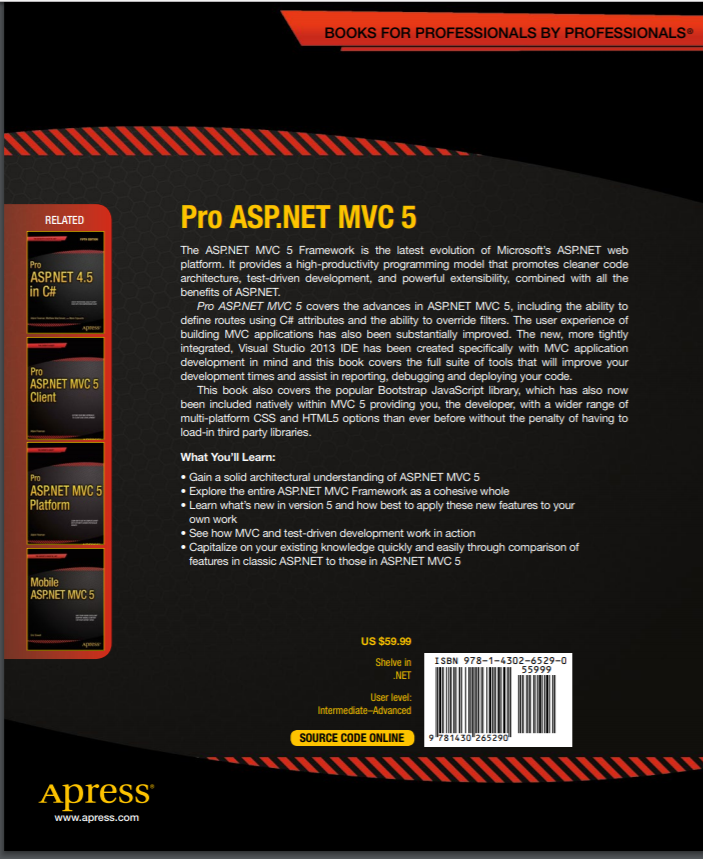 BOOKS FOR PROFESSIONALS BY PROFESSIONALS®
RELATED
Pro
ASP.NET 4.5
in C#
Apress
Pro
ASP.NET MVC 5
Client
Pro
ASP.NET MVC 5
Platform
Mobile
ASP.NET MVC 5
Apress
Pro ASP.NET MVC 5
The ASP.NET MVC 5 Framework is the latest evolution of Microsoft's ASP.NET web
platform. It provides a high-productivity programming model that promotes cleaner code
architecture, test-driven development, and powerful extensibility, combined with all the
benefits of ASP.NET.
Pro ASP.NET MVC 5 covers the advances in ASP.NET MVC 5, including the ability to
define routes using C# attributes and the ability to override filters. The user experience of
building MVC applications has also been substantially improved. The new, more tightly
integrated, Visual Studio 2013 IDE has been created specifically with MVC application
development in mind and this book covers the full suite of tools that will improve your
development times and assist in reporting, debugging and deploying your code.
This book also covers the popular Bootstrap JavaScript library, which has also now
been included natively within MVC 5 providing you, the developer, with a wider range of
multi-platform CSS and HTML5 options than ever before without the penalty of having to
load-in third party libraries.
What You'll Learn:
• Gain a solid architectural understanding of ASP.NET MVC 5
• Explore the entire ASP.NET MVC Framework as a cohesive whole
• Learn what's new in version 5 and how best to apply these new features to your
own work
• See how MVC and test-driven development work in action
• Capitalize on your existing knowledge quickly and easily through comparison of
features in classic ASP.NET to those in ASP.NET MVC 5
US $59.99
Shelve in
.NET
User level:
Intermediate–Advanced
SOURCE CODE ONLINE
ISBN 978-1-4302-6529-0
55999
9 781430 265290
Apress®
www.apress.com